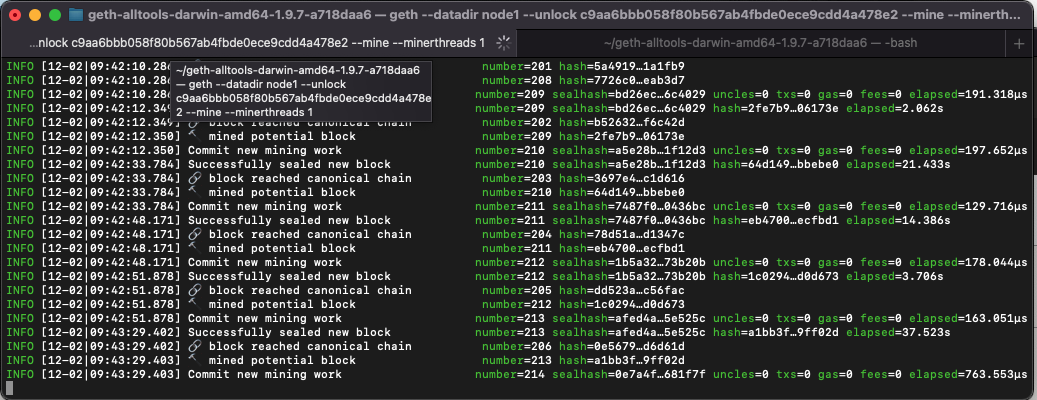 geth-alltools-darwin-amd64-1.9.7-a718daa6 — geth --datadir node1 --unlock c9aa6bbb058f80b567ab4fbde0ece9cdd4a478e2 --mine --minerth...
...nlock c9aa6bbb058f80b567ab4fbde0ece9cdd4a478e2 --mine --minerthreads 1 ~/geth-alltools-darwin-amd64-1.9.7-a718daa6 — -bash +
INFO [12-02|09:42:10.28 number=201 hash=5a4919…1a1fb9
INFO [12-02|09:42:10.28 number=208 hash=7726c0…eab3d7
INFO [12-02|09:42:10.28 number=209 sealhash=bd26ec…6c4029 uncles=0 txs=0 gas=0 fees=0 elapsed=191.318µs
INFO [12-02|09:42:12.349 number=209 sealhash=bd26ec…6c4029 hash=2fe7b9…06173e elapsed=2.062s
~/geth-alltools-darwin-amd64-1.9.7-a718daa6
— geth --datadir node1 --unlock
c9aa6bbb058f80b567ab4fbde0ece9cdd4a478e
2 --mine --minerthreads 1
INFO [12-02|09:42:12.349] 🔗 block reached canonical chain number=202 hash=b52632…f6c42d
INFO [12-02|09:42:12.350] 🔨 mined potential block number=209 hash=2fe7b9…06173e
INFO [12-02|09:42:12.350] Commit new mining work number=210 sealhash=a5e28b…1f12d3 uncles=0 txs=0 gas=0 fees=0 elapsed=197.652µs
INFO [12-02|09:42:33.784] Successfully sealed new block number=210 sealhash=a5e28b…1f12d3 hash=64d149…bbebe0 elapsed=21.433s
INFO [12-02|09:42:33.784] 🔗 block reached canonical chain number=203 hash=3697e4…c1d616
INFO [12-02|09:42:33.784] 🔨 mined potential block number=210 hash=64d149…bbebe0
INFO [12-02|09:42:33.784] Commit new mining work number=211 sealhash=7487f0…0436bc uncles=0 txs=0 gas=0 fees=0 elapsed=129.716µs
INFO [12-02|09:42:48.171] Successfully sealed new block number=211 sealhash=7487f0…0436bc hash=eb4700…ecfbd1 elapsed=14.386s
INFO [12-02|09:42:48.171] 🔗 block reached canonical chain number=204 hash=78d51a…d1347c
INFO [12-02|09:42:48.171] 🔨 mined potential block number=211 hash=eb4700…ecfbd1
INFO [12-02|09:42:48.171] Commit new mining work number=212 sealhash=1b5a32…73b20b uncles=0 txs=0 gas=0 fees=0 elapsed=178.044µs
INFO [12-02|09:42:51.878] Successfully sealed new block number=212 sealhash=1b5a32…73b20b hash=1c0294…d0d673 elapsed=3.706s
INFO [12-02|09:42:51.878] 🔗 block reached canonical chain number=205 hash=dd523a…c56fac
INFO [12-02|09:42:51.878] 🔨 mined potential block number=212 hash=1c0294…d0d673
INFO [12-02|09:42:51.878] Commit new mining work number=213 sealhash=afed4a…5e525c uncles=0 txs=0 gas=0 fees=0 elapsed=163.051µs
INFO [12-02|09:43:29.402] Successfully sealed new block number=213 sealhash=afed4a…5e525c hash=a1bb3f…9ff02d elapsed=37.523s
INFO [12-02|09:43:29.402] 🔗 block reached canonical chain number=206 hash=0e5679…d6d61d
INFO [12-02|09:43:29.403] 🔨 mined potential block number=213 hash=a1bb3f…9ff02d
INFO [12-02|09:43:29.403] Commit new mining work number=214 sealhash=0e7a4f…681f7f uncles=0 txs=0 gas=0 fees=0 elapsed=763.553µs